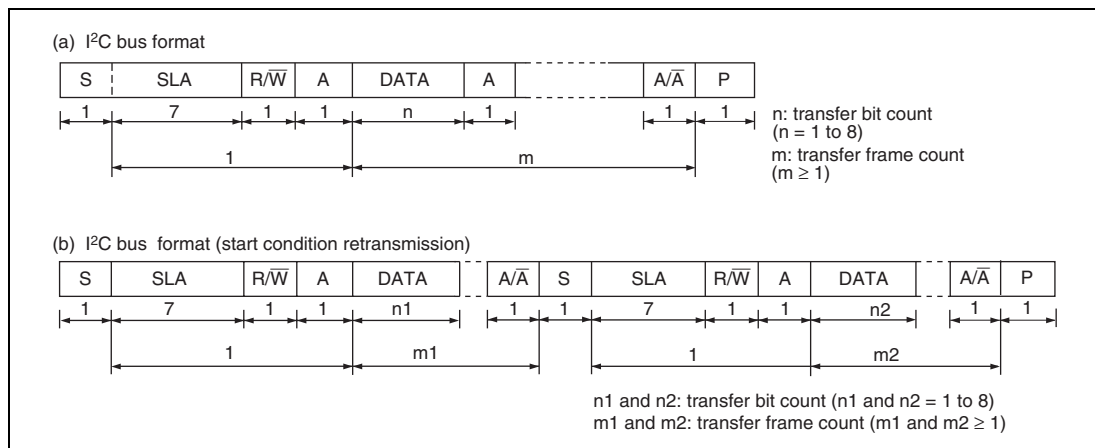 (a) I²C bus format
S SLA R/W̅ A DATA A A/A̅ P
1 7 1 1 n 1 1 1
1 m
n: transfer bit count
(n = 1 to 8)
m: transfer frame count
(m ≥ 1)
(b) I²C bus format (start condition retransmission)
S SLA R/W̅ A DATA A/A̅ S SLA R/W̅ A DATA A/A̅ P
1 7 1 1 n1 1 1 7 1 1 n2 1 1
1 m1 1 m2
n1 and n2: transfer bit count (n1 and n2 = 1 to 8)
m1 and m2: transfer frame count (m1 and m2 ≥ 1)